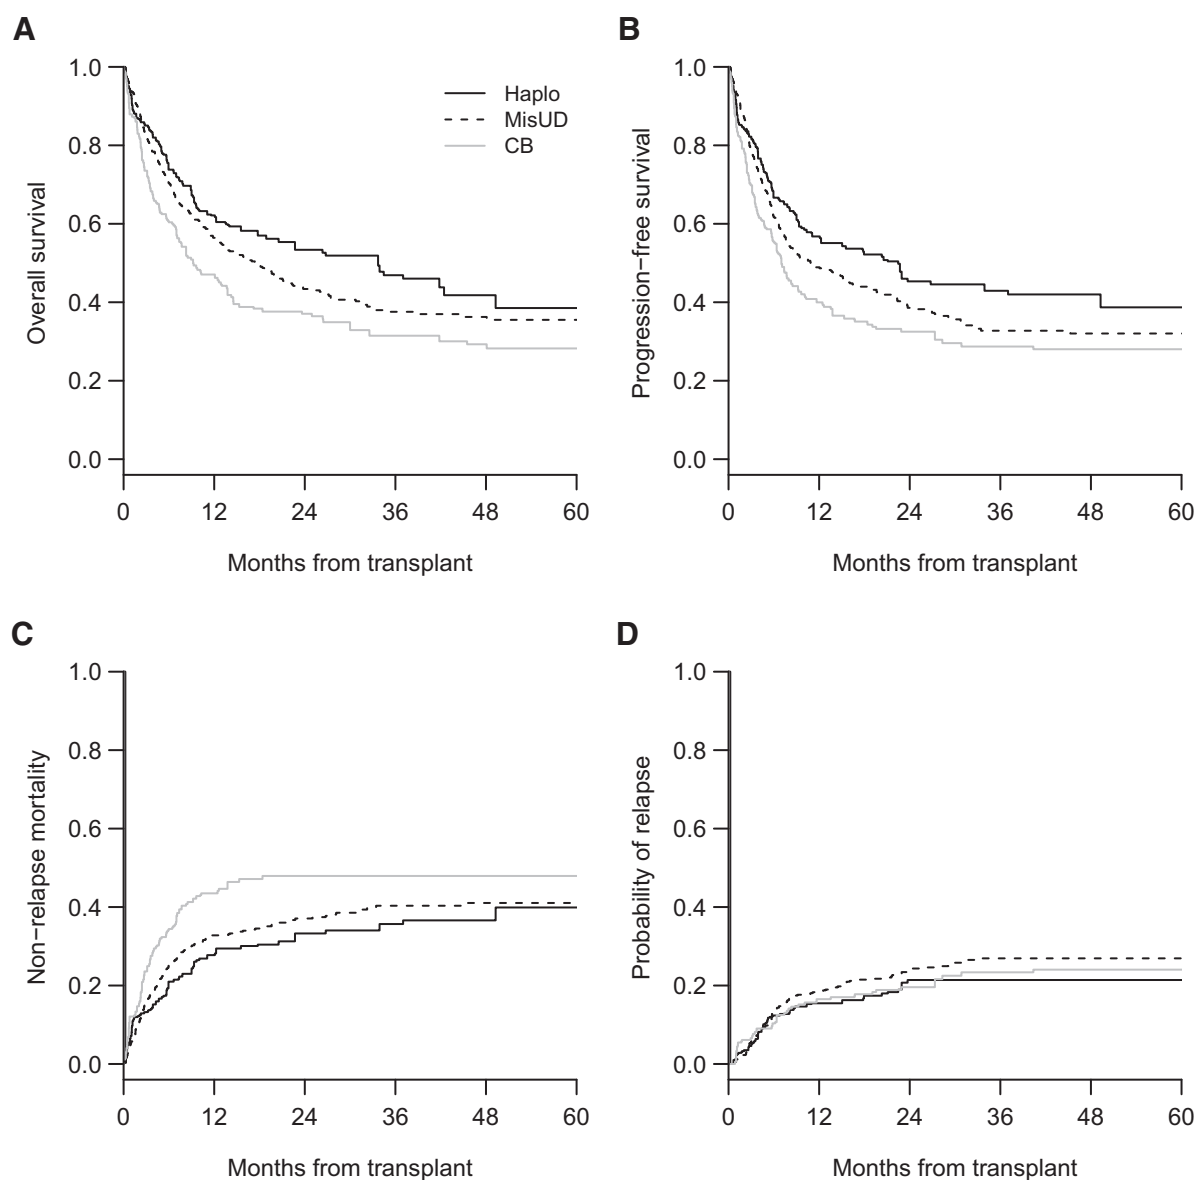 A
Overall survival
1.0
0.8
0.6
0.4
0.2
0.0
Haplo
MisUD
CB
0 12 24 36 48 60
Months from transplant
B
Progression−free survival
1.0
0.8
0.6
0.4
0.2
0.0
0 12 24 36 48 60
Months from transplant
C
Non−relapse mortality
1.0
0.8
0.6
0.4
0.2
0.0
0 12 24 36 48 60
Months from transplant
D
Probability of relapse
1.0
0.8
0.6
0.4
0.2
0.0
0 12 24 36 48 60
Months from transplant